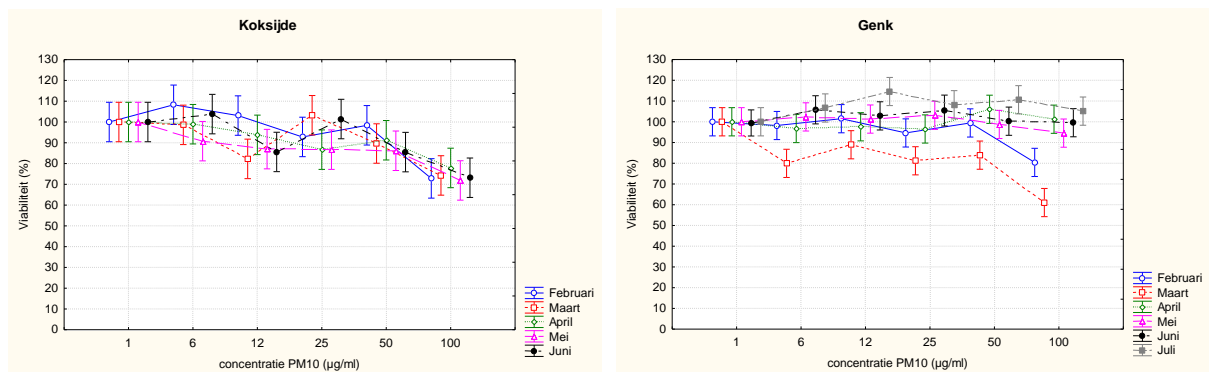 Koksijde
Viabiliteit (%)
130
120
110
100
90
80
70
60
50
40
30
20
10
0
1 6 12 25 50 100
concentratie PM10 (µg/ml)
Februari
Maart
April
Mei
Juni
Genk
Viabiliteit (%)
130
120
110
100
90
80
70
60
50
40
30
20
10
0
1 6 12 25 50 100
concentratie PM10 (µg/ml)
Februari
Maart
April
Mei
Juni
Juli